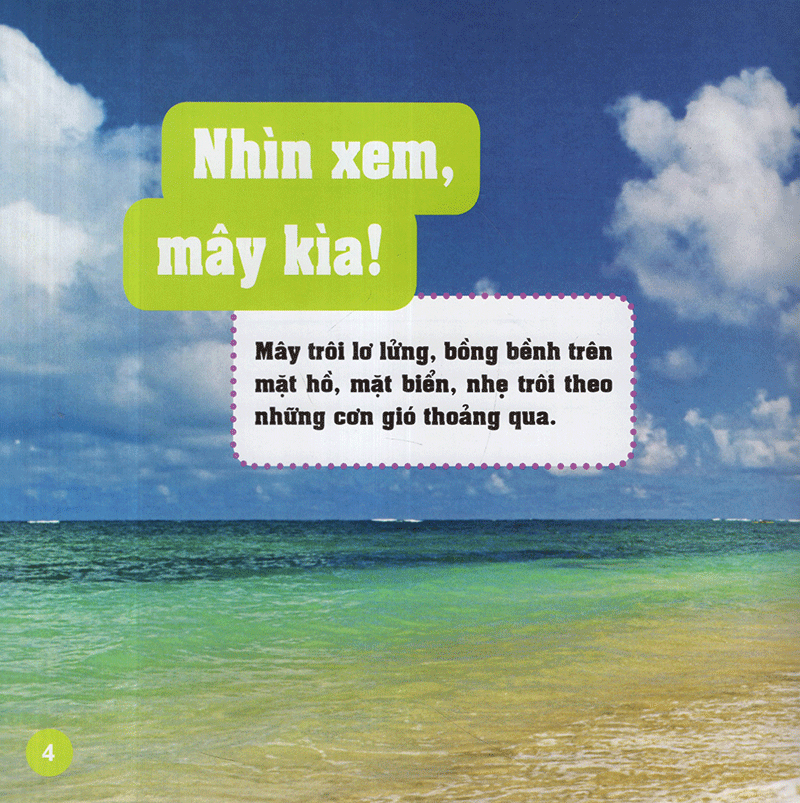 Nhìn xem,
mây kìa!
Mây trôi lơ lửng, bồng bềnh trên
mặt hồ, mặt biển, nhẹ trôi theo
những cơn gió thoảng qua.
4